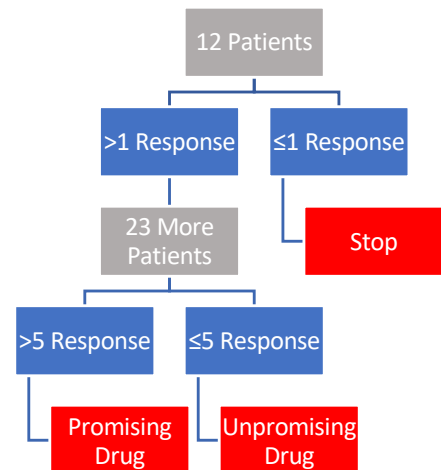 12 Patients
>1 Response
≤1 Response
23 More
Patients
Stop
>5 Response
≤5 Response
Promising
Drug
Unpromising
Drug